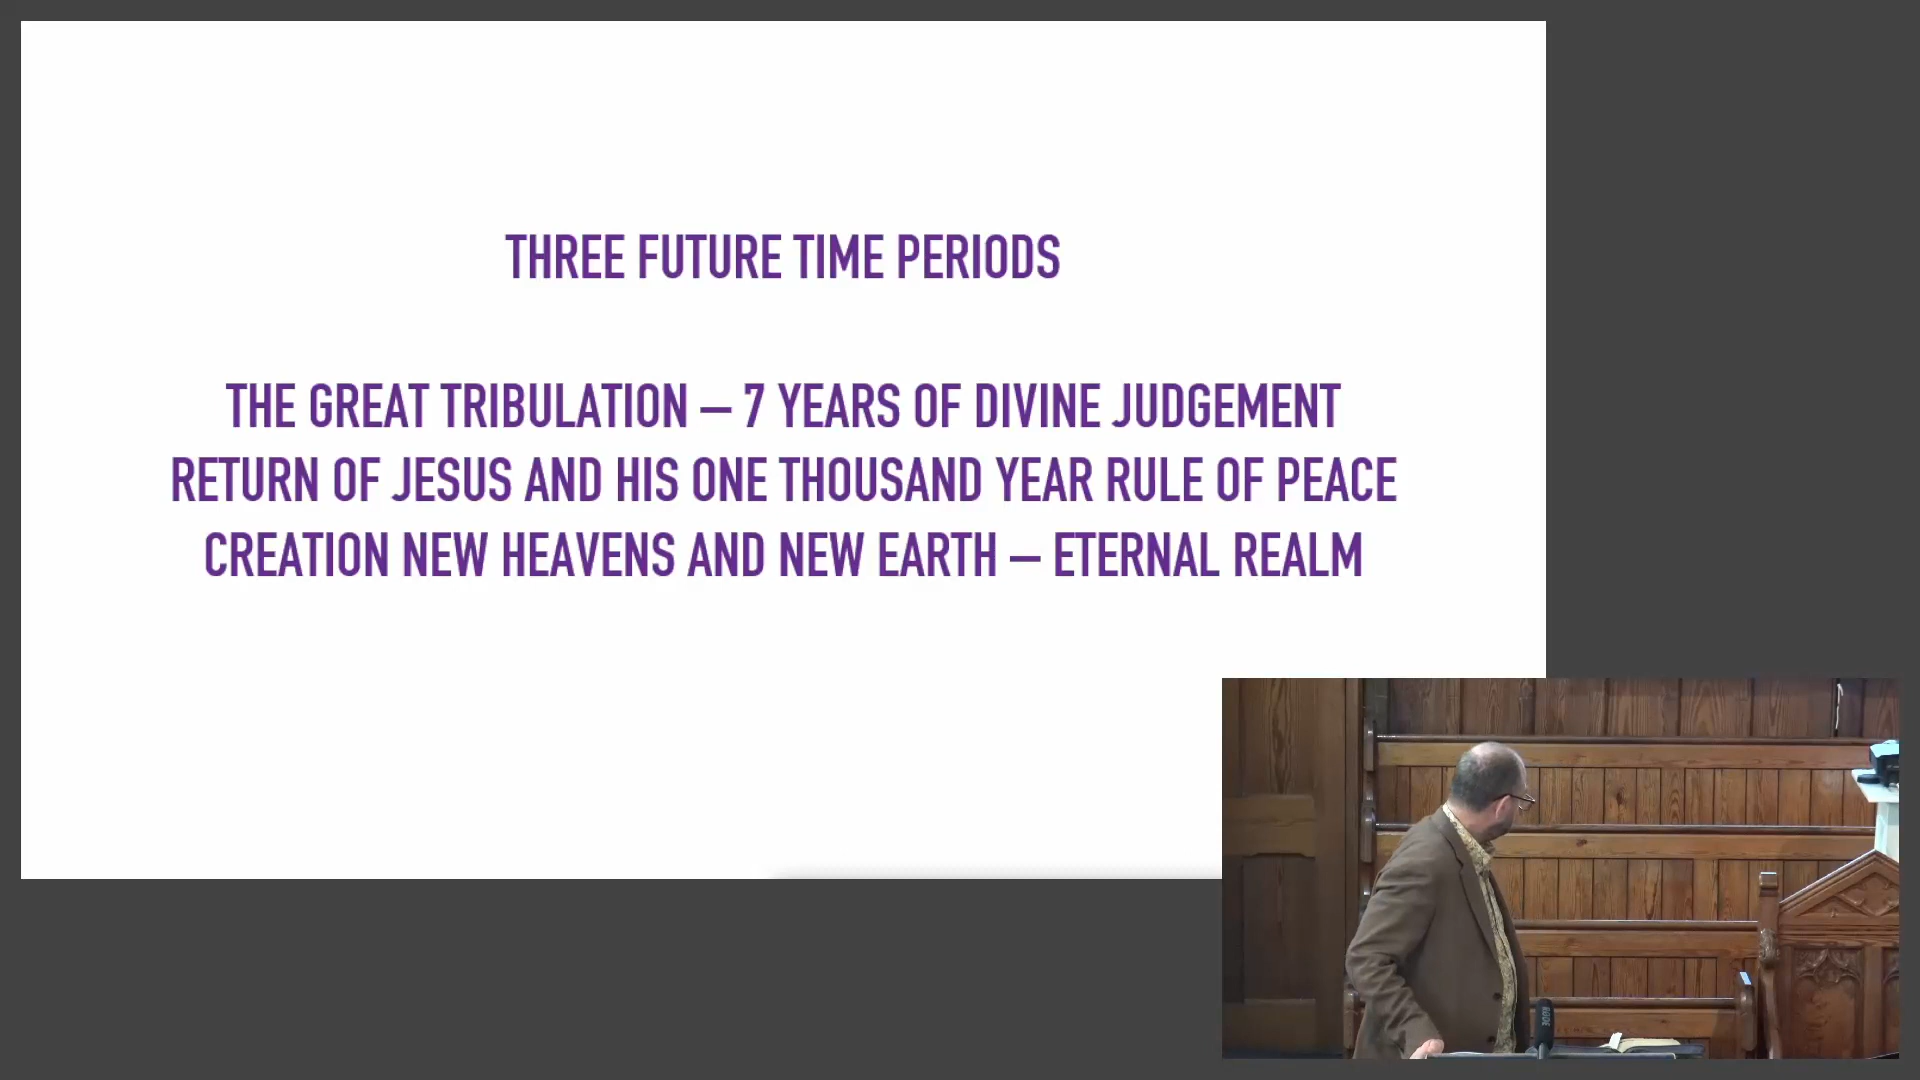 THREE FUTURE TIME PERIODS
THE GREAT TRIBULATION – 7 YEARS OF DIVINE JUDGEMENT
RETURN OF JESUS AND HIS ONE THOUSAND YEAR RULE OF PEACE
CREATION NEW HEAVENS AND NEW EARTH – ETERNAL REALM
RODE